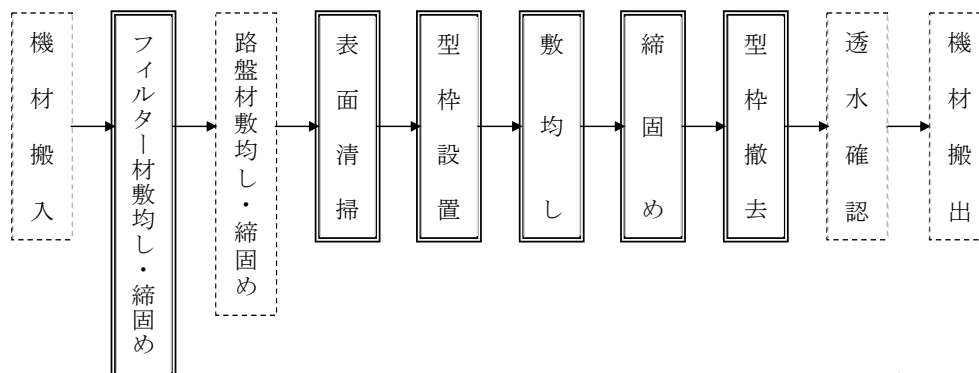 機材搬入
フィルター材敷均し・締固め
路盤材敷均し・締固め
表面清掃
型枠設置
敷均し
締固め
型枠撤去
透水確認
機材搬出